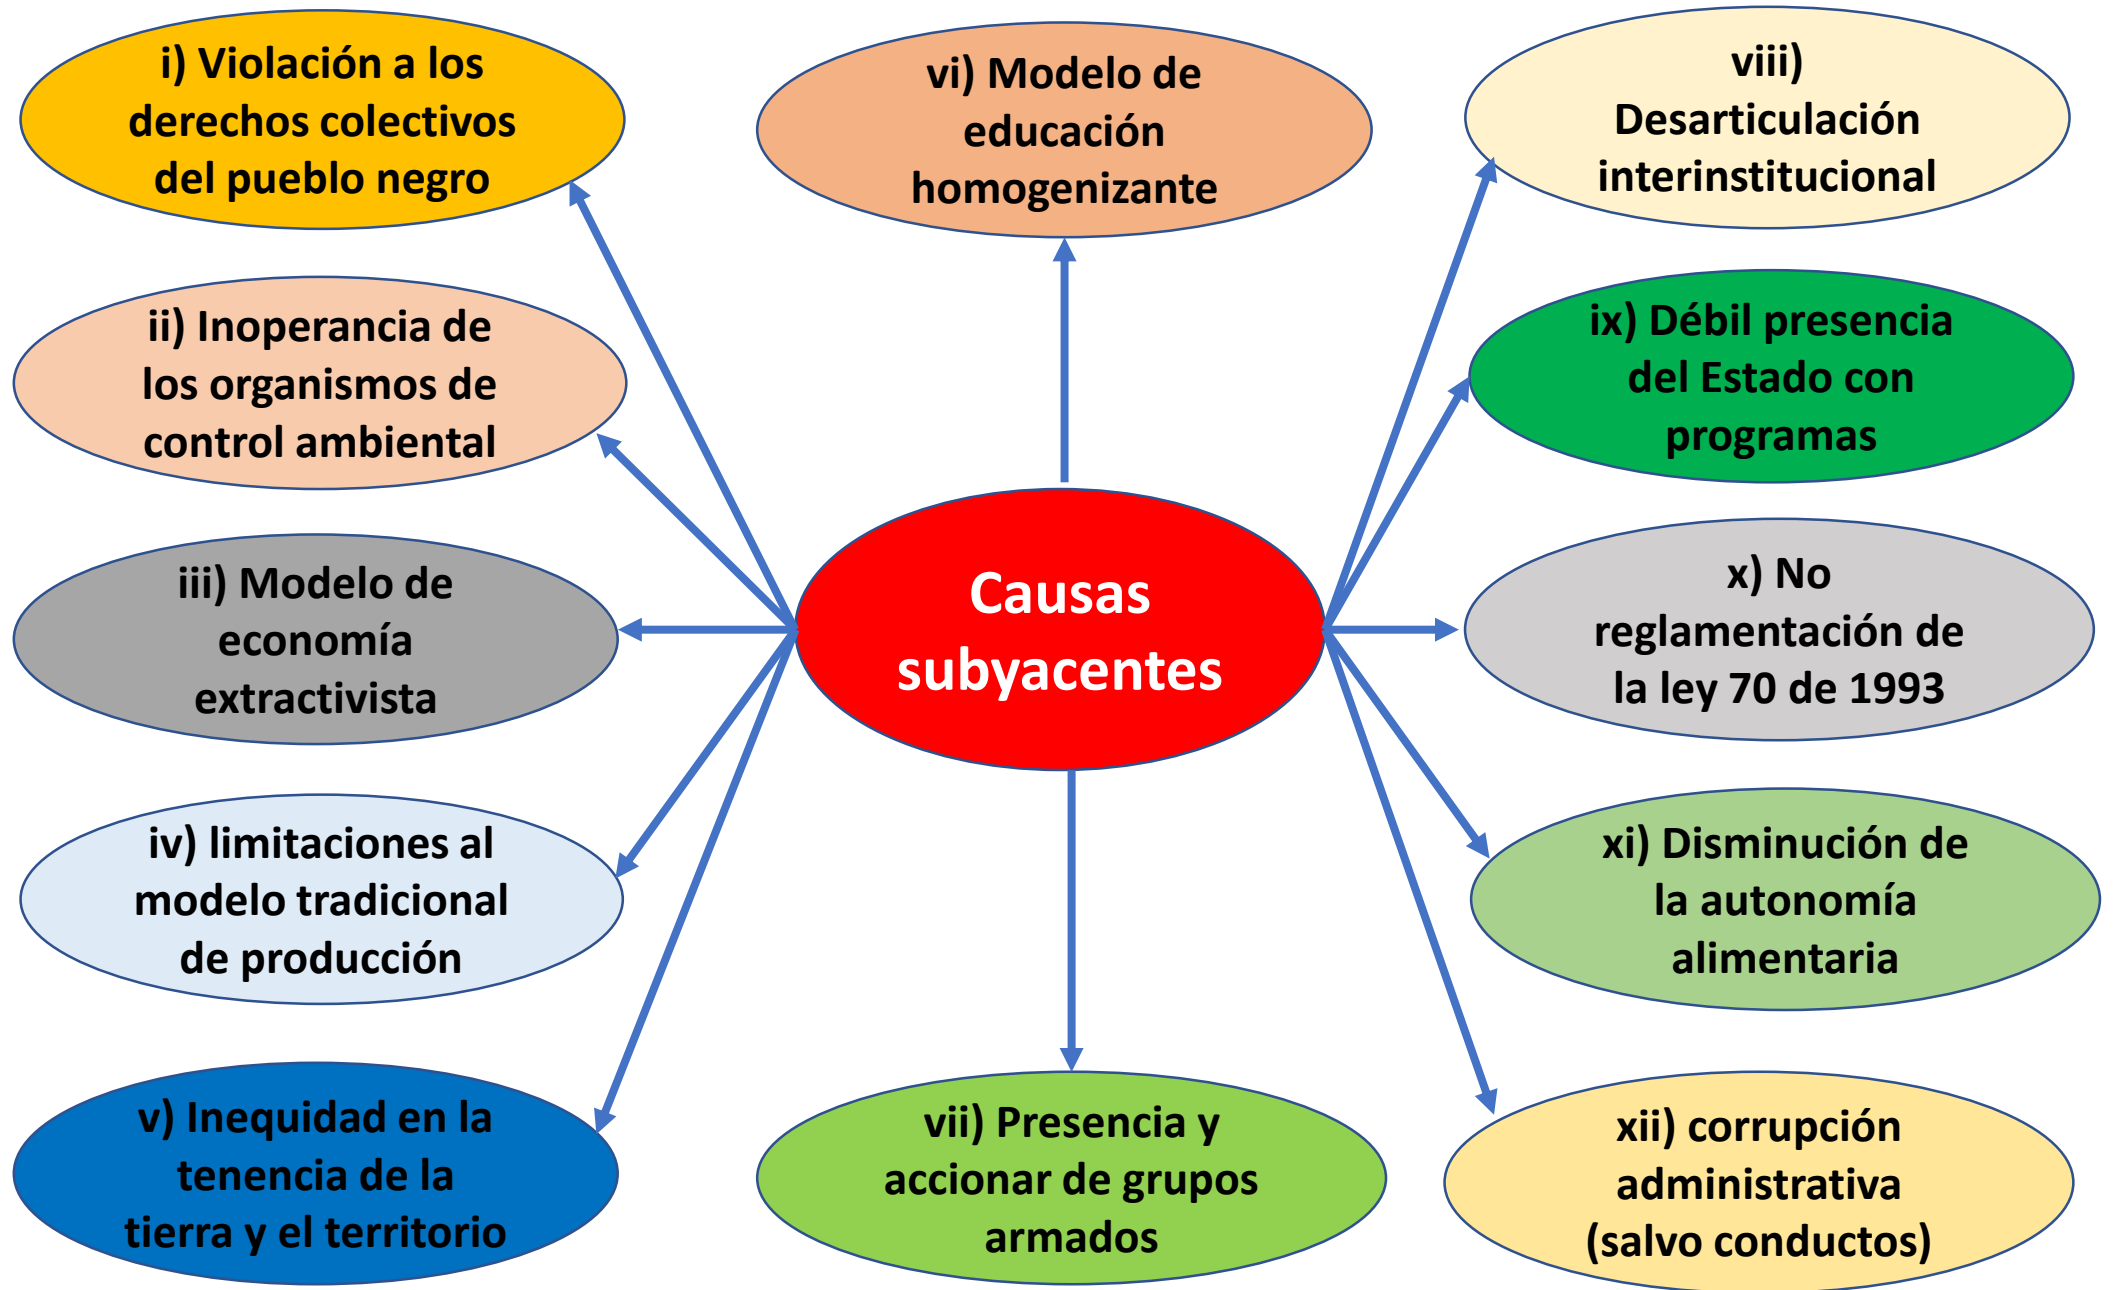 i) Violación a los
derechos colectivos
del pueblo negro
ii) Inoperancia de
los organismos de
control ambiental
iii) Modelo de
economía
extractivista
iv) limitaciones al
modelo tradicional
de producción
v) Inequidad en la
tenencia de la
tierra y el territorio
vi) Modelo de
educación
homogenizante
Causas
subyacentes
vii) Presencia y
accionar de grupos
armados
viii)
Desarticulación
interinstitucional
ix) Débil presencia
del Estado con
programas
x) No
reglamentación de
la ley 70 de 1993
xi) Disminución de
la autonomía
alimentaria
xii) corrupción
administrativa
(salvo conductos)